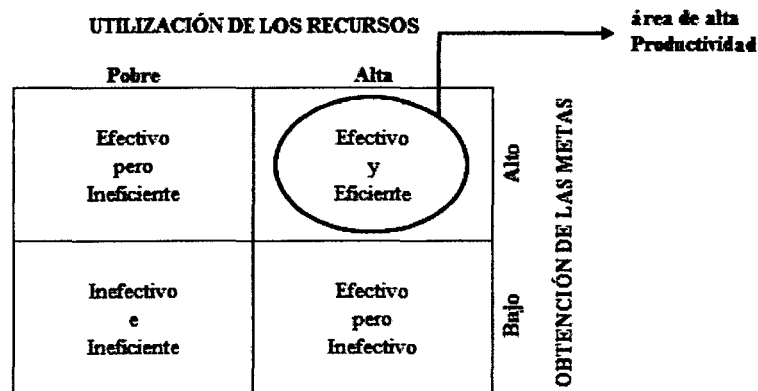 UTILIZACIÓN DE LOS RECURSOS
área de alta
Productividad
Pobre
Alta
Efectivo
pero
Ineficiente
Efectivo
y
Eficiente
Alto
Inefectivo
e
Ineficiente
Efectivo
pero
Inefectivo
Bajo
OBTENCIÓN DE LAS METAS